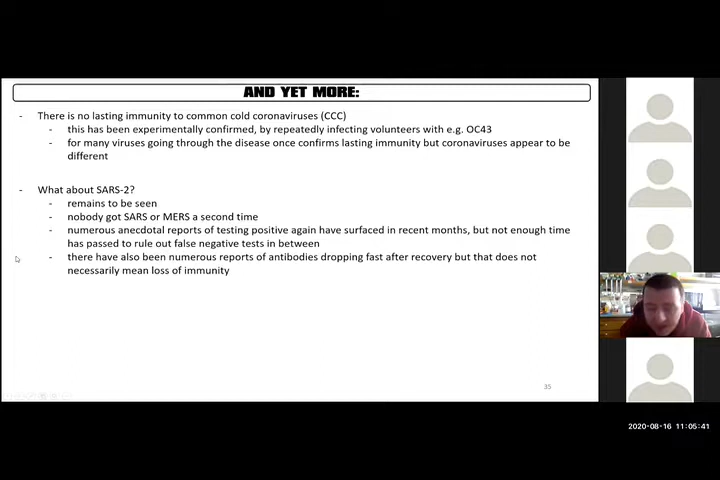 AND YET MORE:
- There is no lasting immunity to common cold coronaviruses (CCC)
- this has been experimentally confirmed, by repeatedly infecting volunteers with e.g. OC43
- for many viruses going through the disease once confirms lasting immunity but coronaviruses appear to be
different
- What about SARS-2?
- remains to be seen
- nobody got SARS or MERS a second time
- numerous anecdotal reports of testing positive again have surfaced in recent months, but not enough time
has passed to rule out false negative tests in between
- there have also been numerous reports of antibodies dropping fast after recovery but that does not
necessarily mean loss of immunity
35
2020-08-16 11:05:41